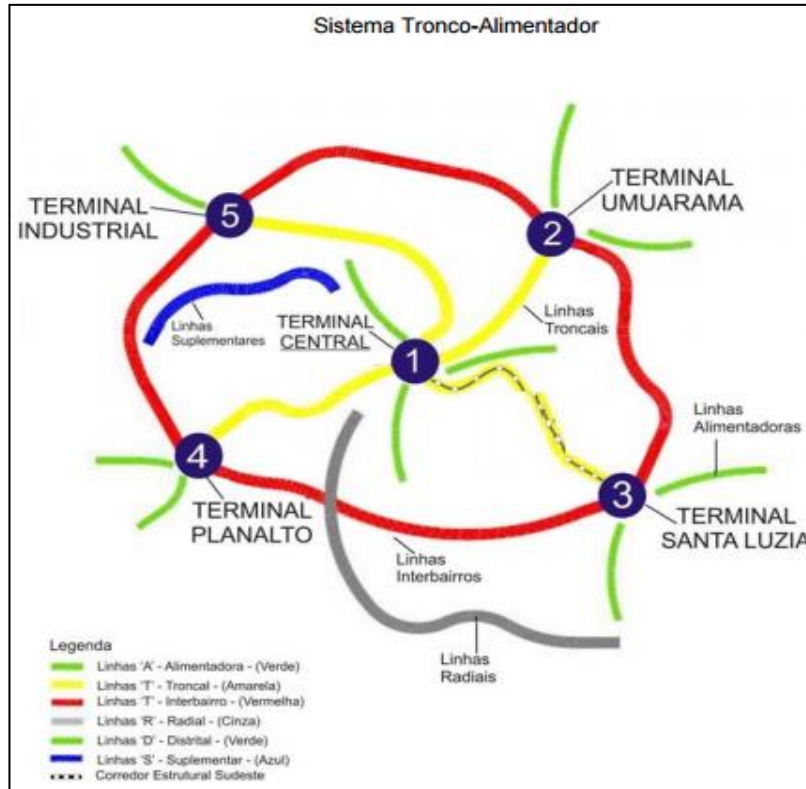 Sistema Tronco-Alimentador
TERMINAL
INDUSTRIAL
5
2
TERMINAL
UMUARAMA
Linhas
Suplementares
TERMINAL
CENTRAL
1
Linhas
Troncais
Linhas
Alimentadoras
4
TERMINAL
PLANALTO
3
TERMINAL
SANTA LUZIA
Linhas
Interbairros
Linhas
Radiais
Legenda
Linhas 'A' - Alimentadora - (Verde)
Linhas 'T' - Troncal - (Amarela)
Linhas 'T' - Interbairro - (Vermelha)
Linhas 'R' - Radial - (Cinza)
Linhas 'D' - Distrital - (Verde)
Linhas 'S' - Suplementar - (Azul)
Corredor Estrutural Sudeste